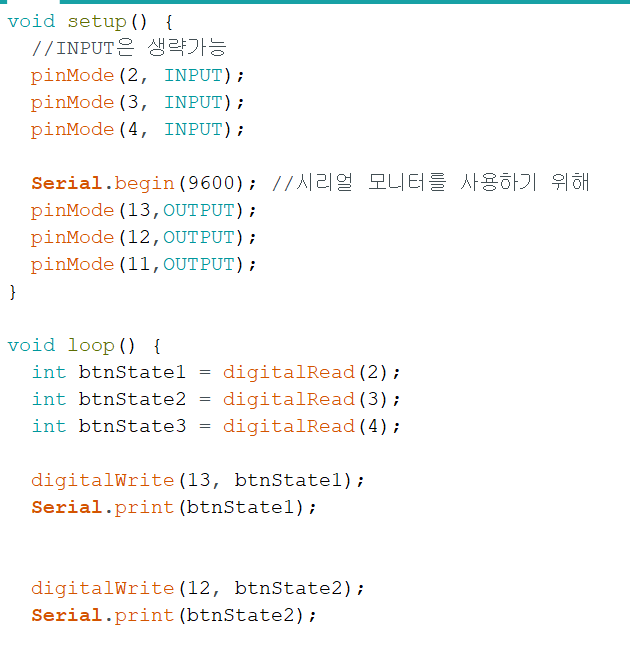 void setup() {
  //INPUT은 생략가능
  pinMode(2, INPUT);
  pinMode(3, INPUT);
  pinMode(4, INPUT);

  Serial.begin(9600); //시리얼 모니터를 사용하기 위해
  pinMode(13,OUTPUT);
  pinMode(12,OUTPUT);
  pinMode(11,OUTPUT);
}

void loop() {
  int btnState1 = digitalRead(2);
  int btnState2 = digitalRead(3);
  int btnState3 = digitalRead(4);

  digitalWrite(13, btnState1);
  Serial.print(btnState1);


  digitalWrite(12, btnState2);
  Serial.print(btnState2);